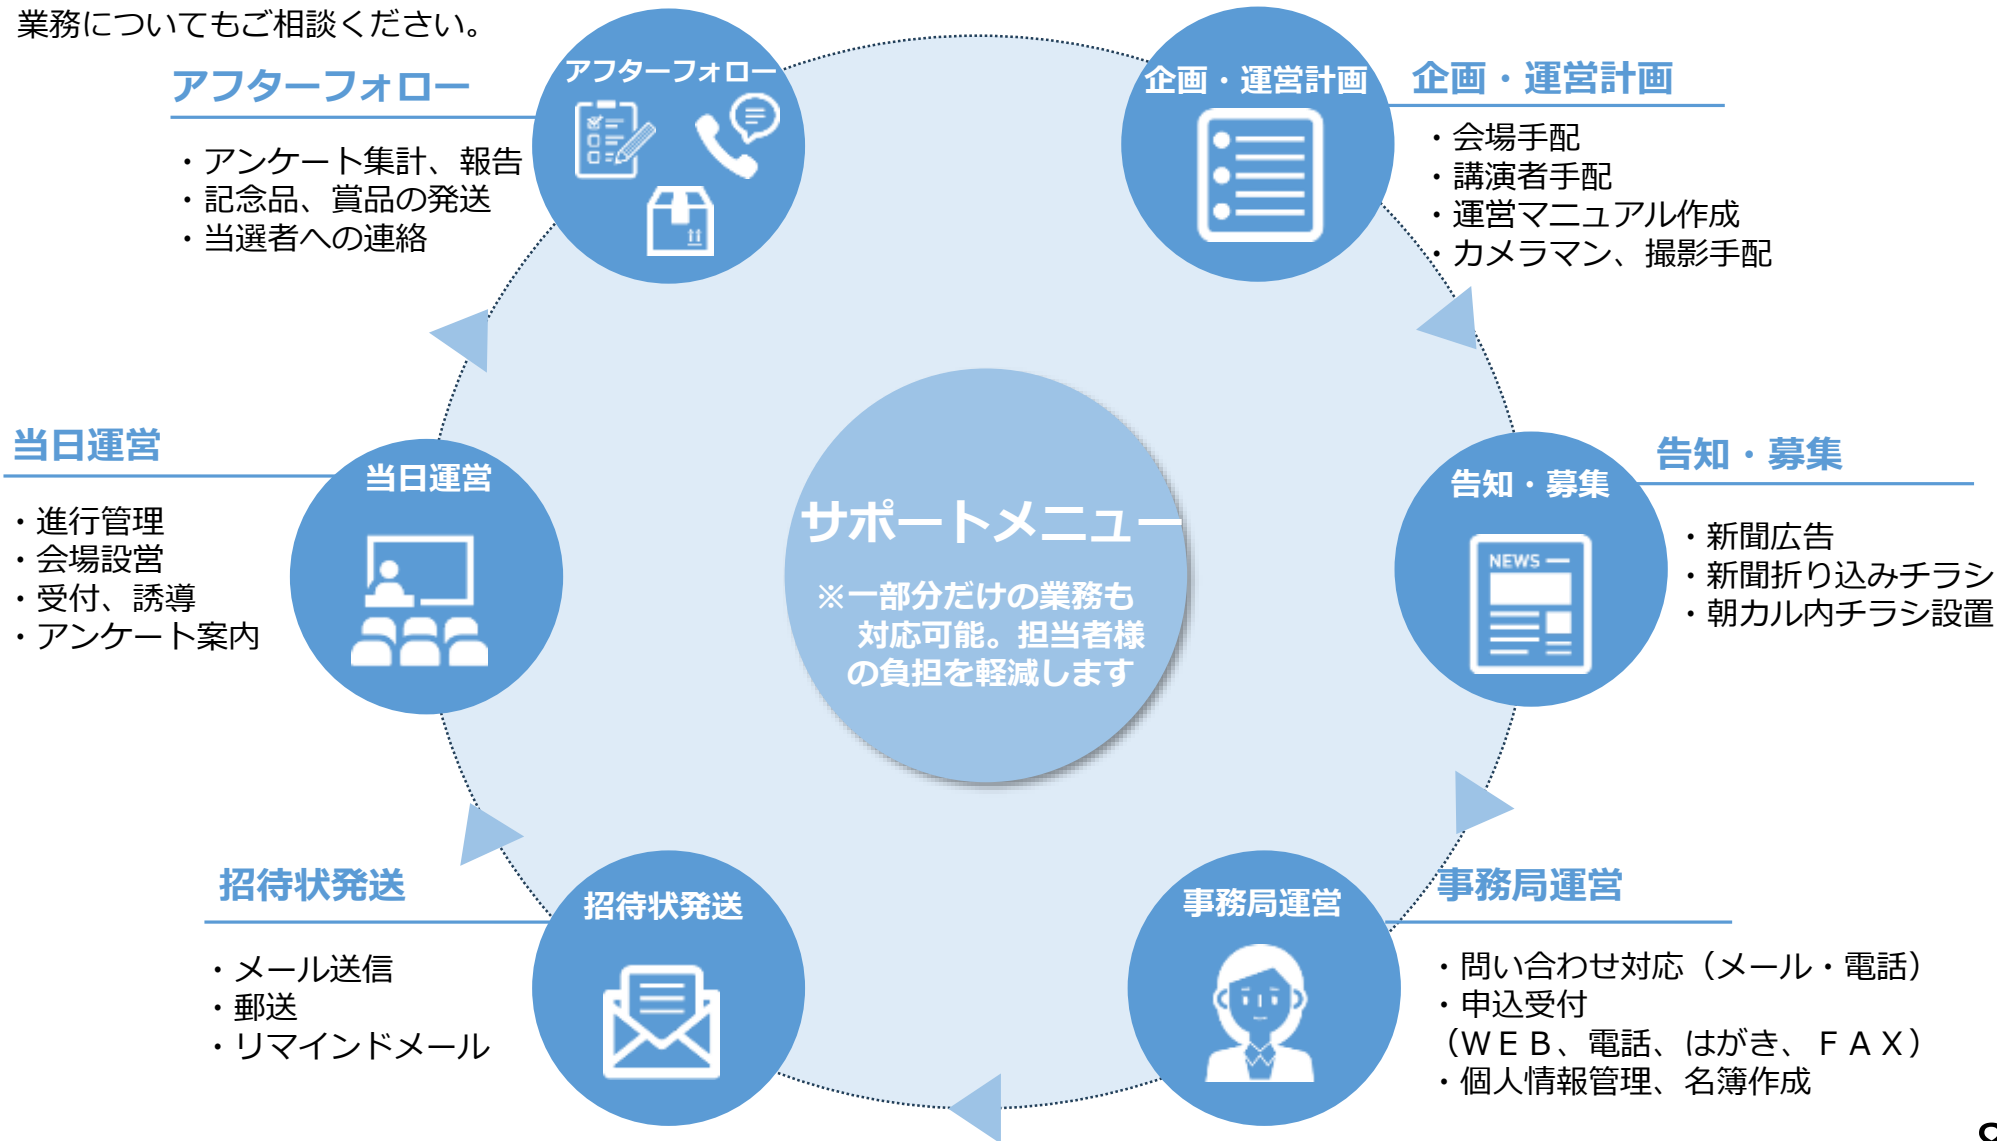 業務についてもご相談ください。
アフターフォロー
・アンケート集計、報告
・記念品、賞品の発送
・当選者への連絡
アフターフォロー
企画・運営計画
企画・運営計画
・会場手配
・講演者手配
・運営マニュアル作成
・カメラマン、撮影手配
当日運営
・進行管理
・会場設営
・受付、誘導
・アンケート案内
当日運営
サポートメニュー
※一部分だけの業務も
対応可能。担当者様
の負担を軽減します
告知・募集
NEWS
告知・募集
・新聞広告
・新聞折り込みチラシ
・朝カル内チラシ設置
招待状発送
・メール送信
・郵送
・リマインドメール
招待状発送
事務局運営
事務局運営
・問い合わせ対応（メール・電話）
・申込受付
（ＷＥＢ、電話、はがき、ＦＡＸ）
・個人情報管理、名簿作成